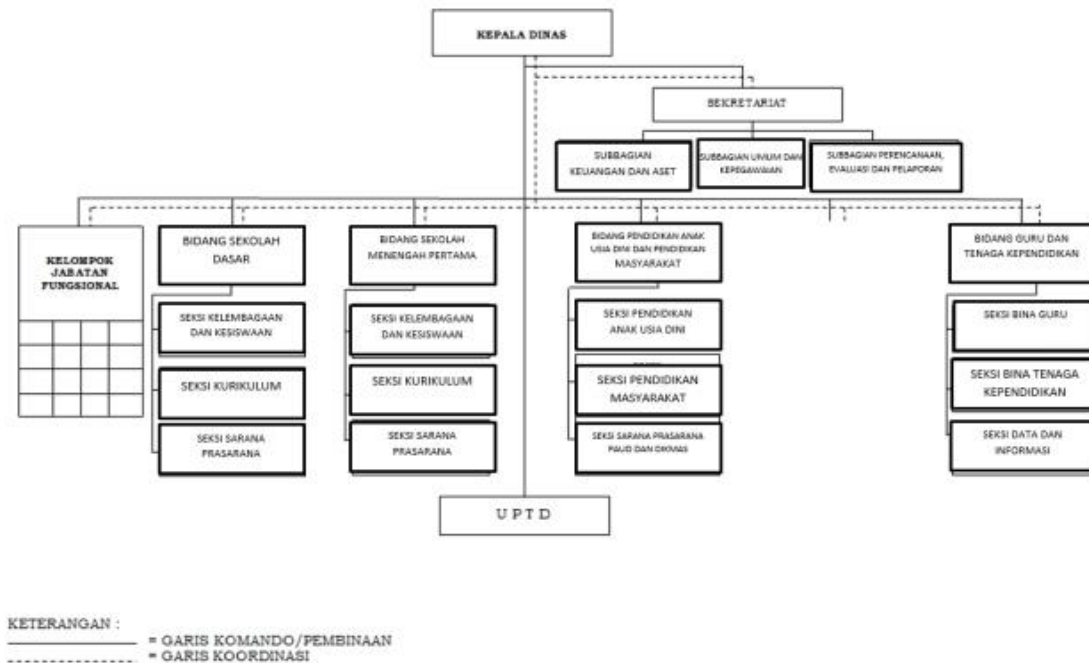 KEPALA DINAS
SEKRETARIAT
SUBBAGIAN
KEUANGAN DAN ASET
SUBBAGIAN UMUM DAN
KEPEGAWAIAN
SUBBAGIAN PERENCANAAN,
EVALUASI DAN PELAPORAN
KELOMPOK
JABATAN
FUNGSIONAL
BIDANG SEKOLAH
DASAR
SEKSI KELEMBAGAAN
DAN KESISWAAN
SEKSI KURIKULUM
SEKSI SARANA
PRASARANA
BIDANG SEKOLAH
MENENGAH PERTAMA
SEKSI KELEMBAGAAN
DAN KESISWAAN
SEKSI KURIKULUM
SEKSI SARANA
PRASARANA
BIDANG PENDIDIKAN ANAK
USIA DINI DAN PENDIDIKAN
MASYARAKAT
SEKSI PENDIDIKAN
ANAK USIA DINI
SEKSI PENDIDIKAN
MASYARAKAT
SEKSI SARANA PRASARANA
PAUD DAN DIKMAS
BIDANG GURU DAN
TENAGA KEPENDIDIKAN
SEKSI BINA GURU
SEKSI BINA TENAGA
KEPENDIDIKAN
SEKSI DATA DAN
INFORMASI
U P T D
KETERANGAN :
= GARIS KOMANDO/PEMBINAAN
= GARIS KOORDINASI